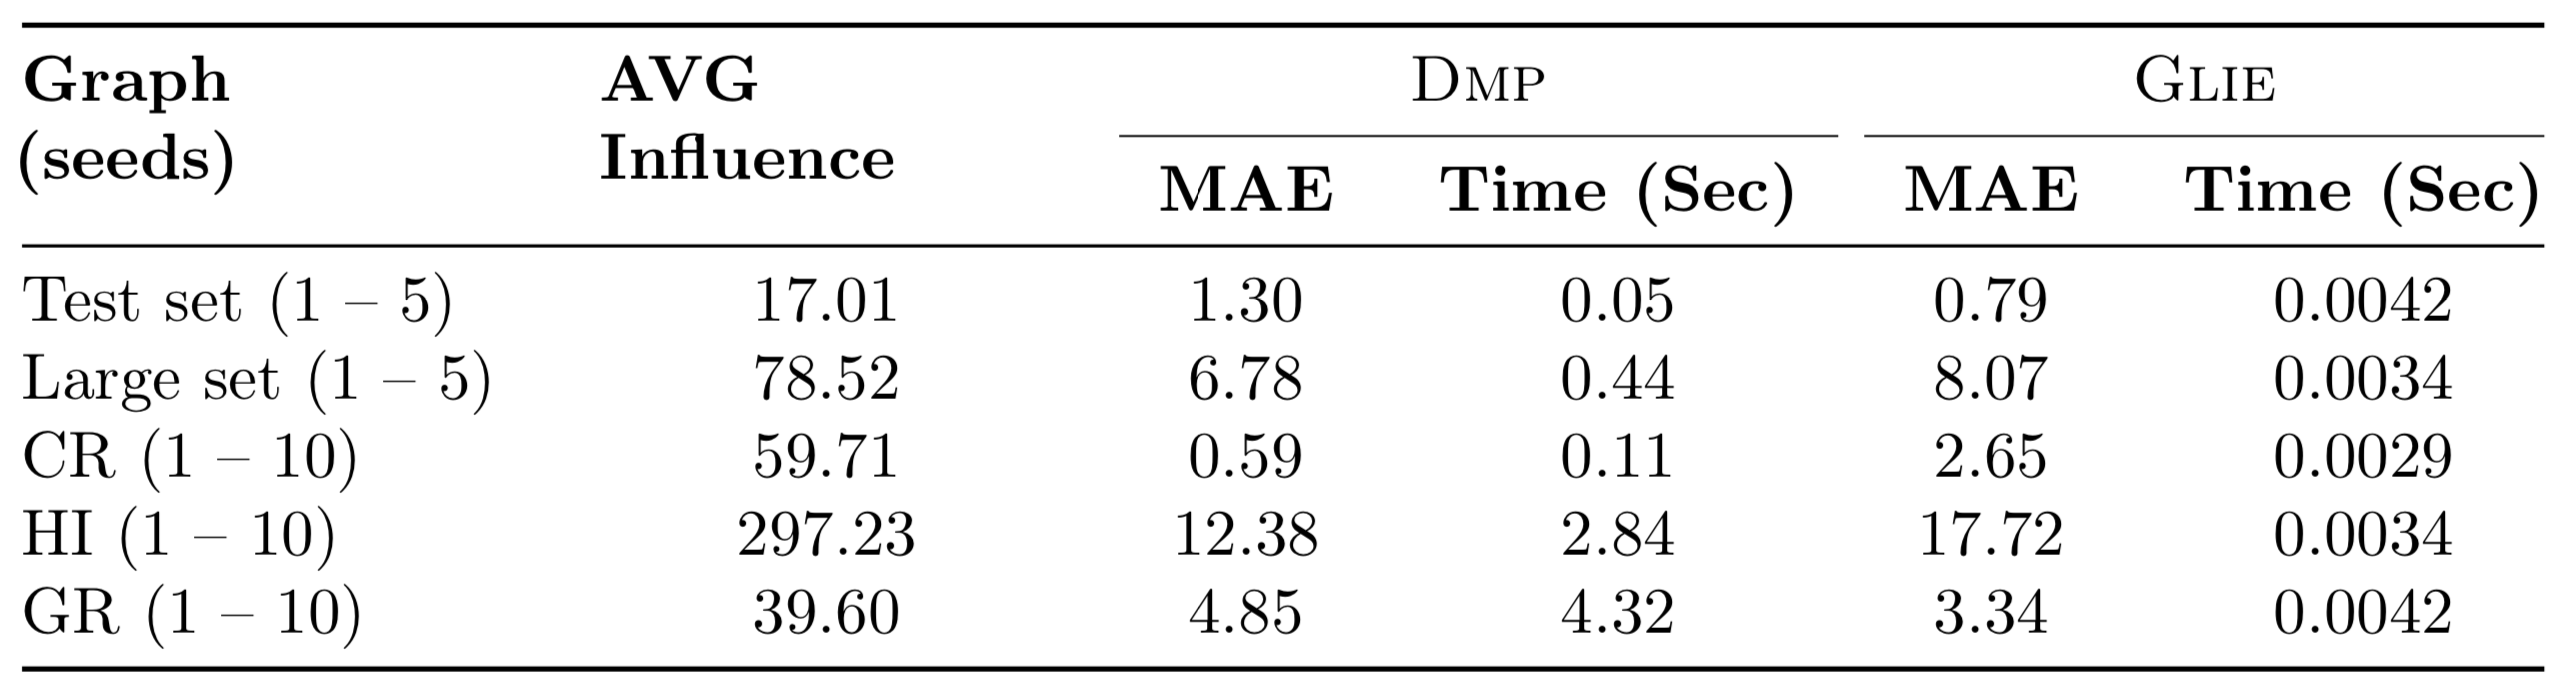 Graph AVG DMP GLIE
(seeds) Influence MAE Time (Sec) MAE Time (Sec)
Test set (1 – 5) 17.01 1.30 0.05 0.79 0.0042
Large set (1 – 5) 78.52 6.78 0.44 8.07 0.0034
CR (1 – 10) 59.71 0.59 0.11 2.65 0.0029
HI (1 – 10) 297.23 12.38 2.84 17.72 0.0034
GR (1 – 10) 39.60 4.85 4.32 3.34 0.0042